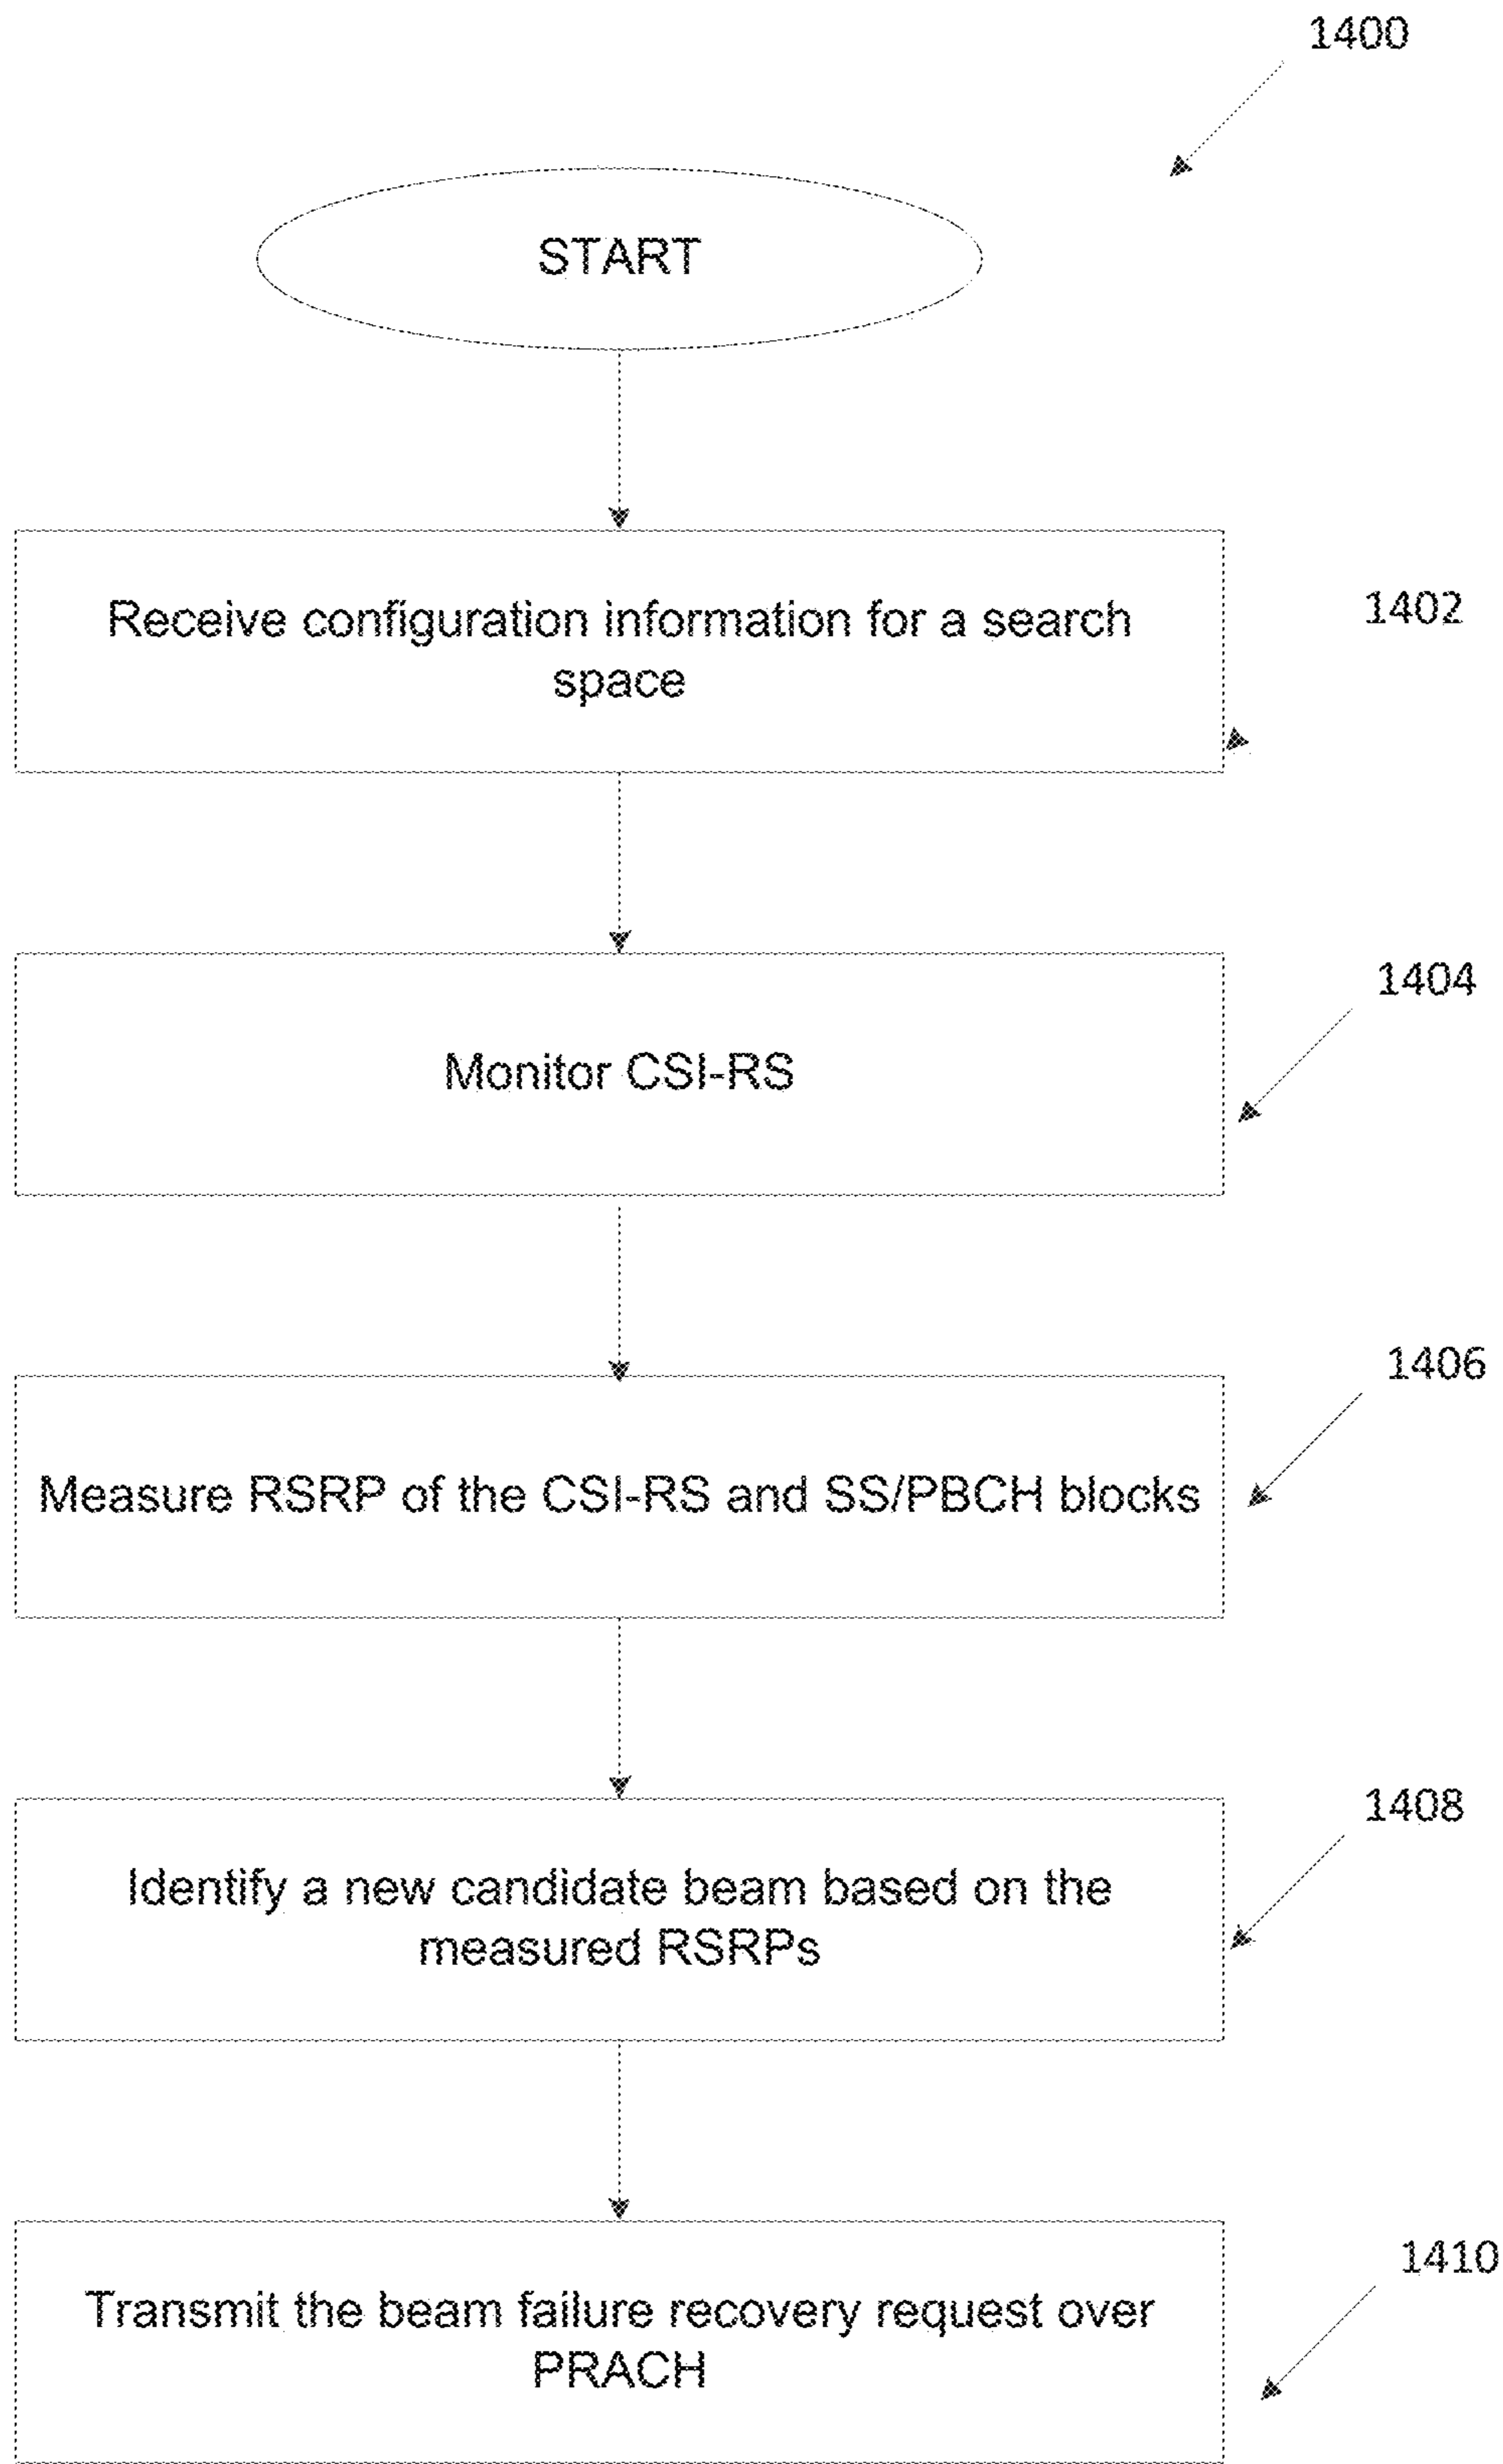 1400
START
Receive configuration information for a search
space
1402
Monitor CSI-RS
1404
Measure RSRP of the CSI-RS and SS/PBCH blocks
1406
Identify a new candidate beam based on the
measured RSRPs
1408
Transmit the beam failure recovery request over
PRACH
1410